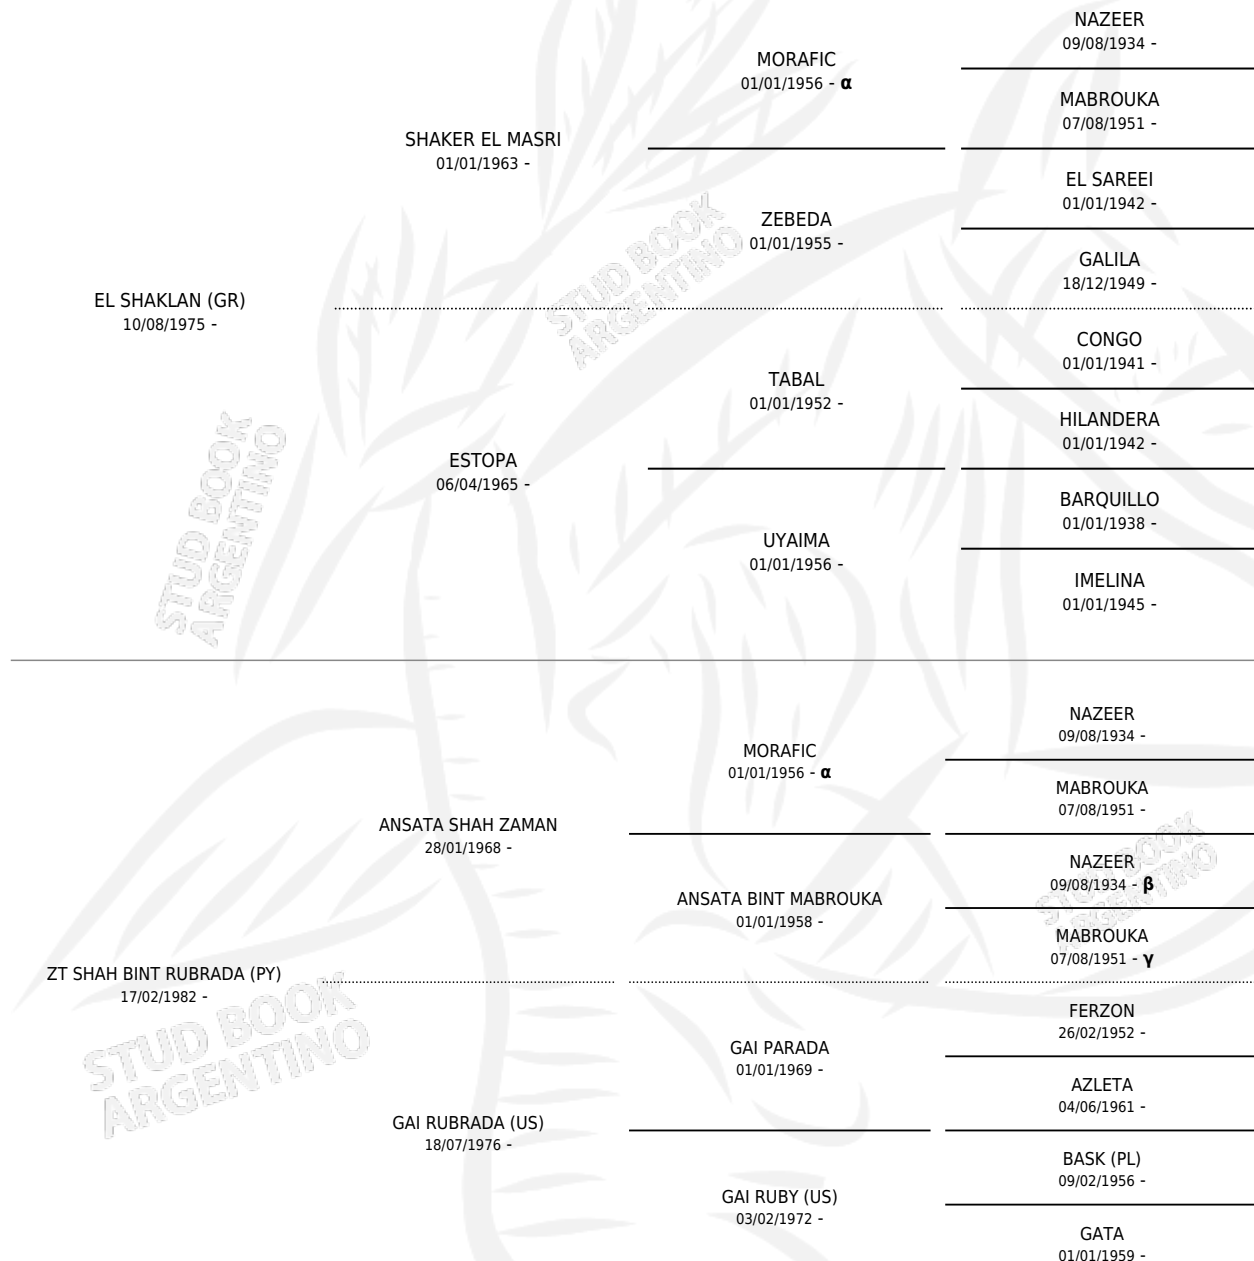 NAZEER
09/08/1934 -
MORAFIC
01/01/1956 - α
MABROUKA
07/08/1951 -
SHAKER EL MASRI
01/01/1963 -
EL SAREEI
01/01/1942 -
ZEBEDA
01/01/1955 -
GALILA
18/12/1949 -
EL SHAKLAN (GR)
10/08/1975 -
CONGO
01/01/1941 -
TABAL
01/01/1952 -
HILANDERA
01/01/1942 -
ESTOPA
06/04/1965 -
BARQUILLO
01/01/1938 -
UYAIMA
01/01/1956 -
IMELINA
01/01/1945 -
STUD BOOK
ARGENTINO
STUD BOOK
ARGENTINO
NAZEER
09/08/1934 -
MORAFIC
01/01/1956 - α
MABROUKA
07/08/1951 -
ANSATA SHAH ZAMAN
28/01/1968 -
NAZEER
09/08/1934 - β
ANSATA BINT MABROUKA
01/01/1958 -
MABROUKA
07/08/1951 - γ
STUD BOOK
ARGENTINO
ZT SHAH BINT RUBRADA (PY)
17/02/1982 -
FERZON
26/02/1952 -
GAI PARADA
01/01/1969 -
AZLETA
04/06/1961 -
GAI RUBRADA (US)
18/07/1976 -
BASK (PL)
09/02/1956 -
GAI RUBY (US)
03/02/1972 -
GATA
01/01/1959 -
STUD BOOK
ARGENTINO